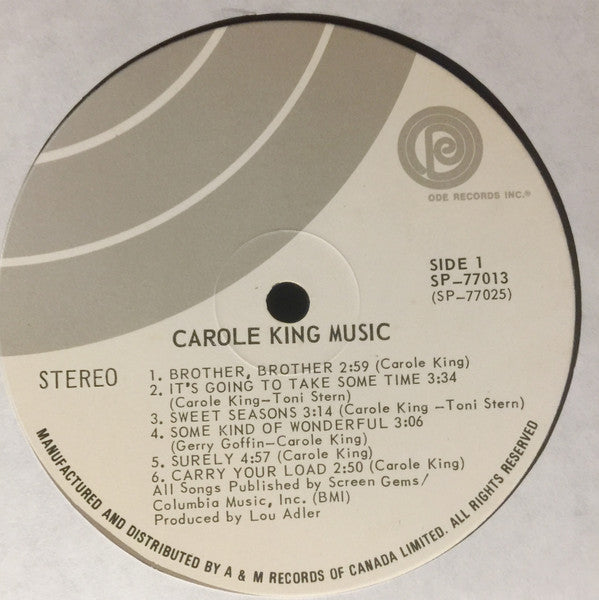 ODE RECORDS INC.®
SIDE 1
SP-77013
(SP-77025)
CAROLE KING MUSIC
STEREO
1. BROTHER, BROTHER 2:59 (Carole King)
2. IT'S GOING TO TAKE SOME TIME 3:34
(Carole King-Toni Stern)
3. SWEET SEASONS 3:14 (Carole King -Toni Stern)
4. SOME KIND OF WONDERFUL 3:06
(Gerry Goffin-Carole King)
5. SURELY 4:57 (Carole King)
6. CARRY YOUR LOAD 2:50 (Carole King)
All Songs Published by Screen Gems/
Columbia Music, Inc. (BMI)
Produced by Lou Adler
MANUFACTURED AND DISTRIBUTED BY A & M RECORDS OF CANADA LIMITED. ALL RIGHTS RESERVED